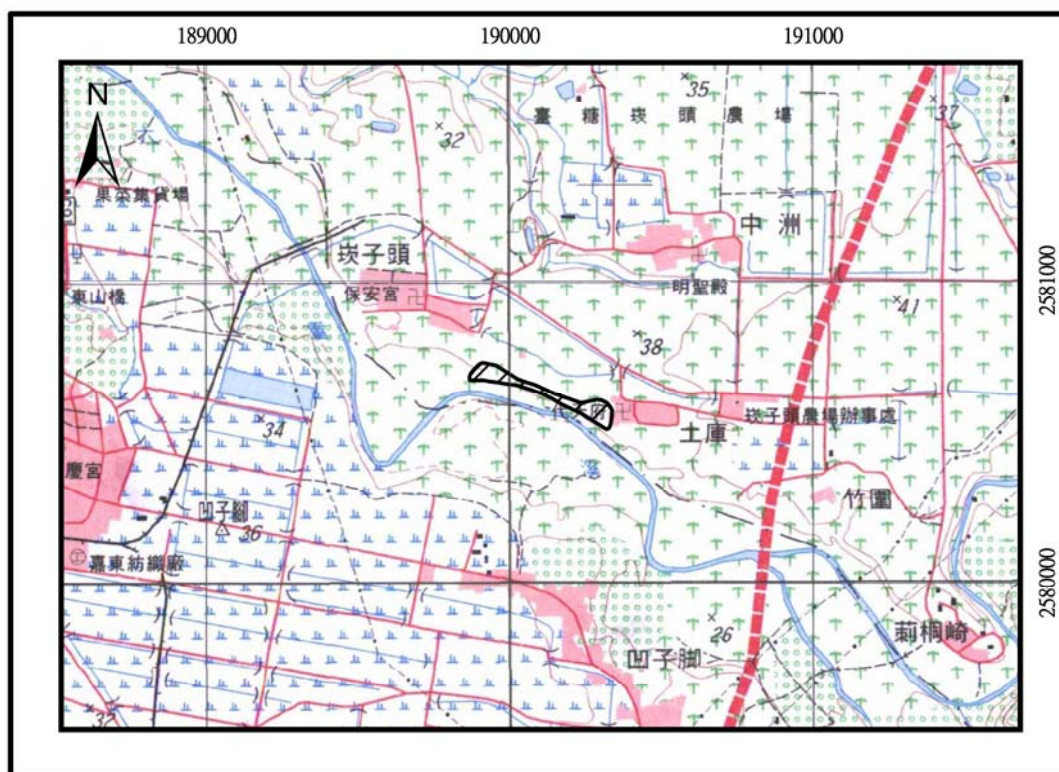 189000 190000 191000
N
35
37
臺糖崁頭農場
32
六
果菜集貨場
中洲
崁子頭
2581000
保安宮
明聖殿
東山橋
41
38
崁子頭農場辦事處
34
土庫
溪
慶宮
竹圍
凹子腳
36
嘉東紡織廠
2580000
26
莿桐崎
凹子腳